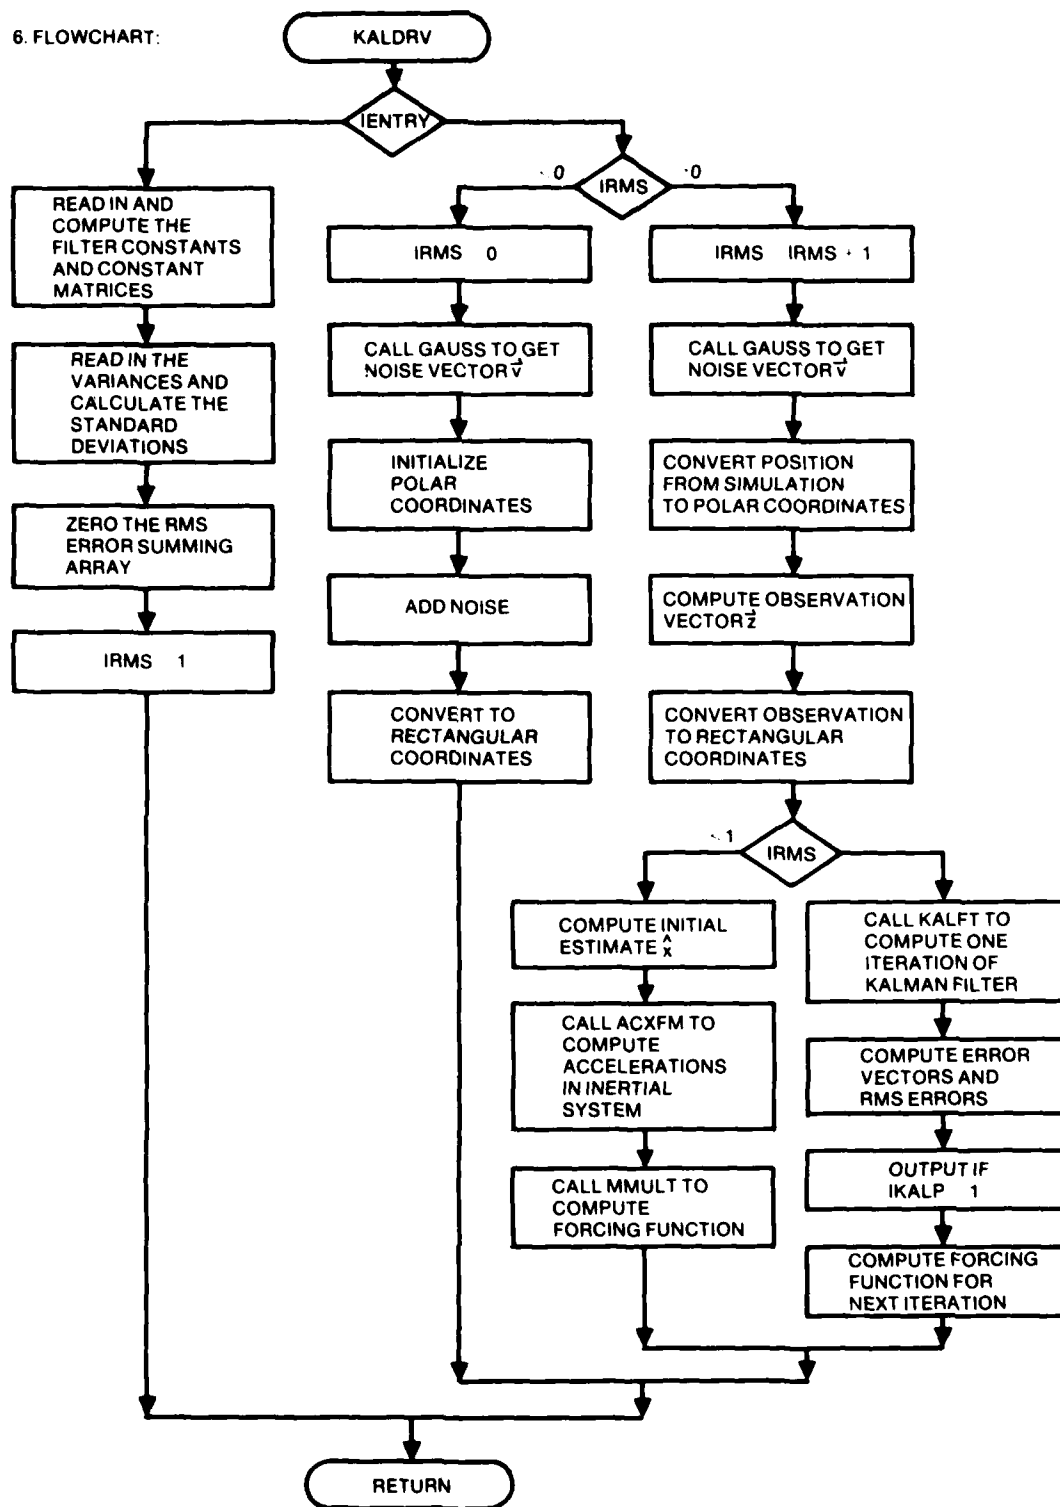 6. FLOWCHART:
KALDRV
IENTRY
READ IN AND
COMPUTE THE
FILTER CONSTANTS
AND CONSTANT
MATRICES
READ IN THE
VARIANCES AND
CALCULATE THE
STANDARD
DEVIATIONS
ZERO THE RMS
ERROR SUMMING
ARRAY
IRMS 1
0
IRMS
0
IRMS 0
CALL GAUSS TO GET
NOISE VECTOR v⃗
INITIALIZE
POLAR
COORDINATES
ADD NOISE
CONVERT TO
RECTANGULAR
COORDINATES
IRMS IRMS + 1
CALL GAUSS TO GET
NOISE VECTOR v⃗
CONVERT POSITION
FROM SIMULATION
TO POLAR COORDINATES
COMPUTE OBSERVATION
VECTOR z⃗
CONVERT OBSERVATION
TO RECTANGULAR
COORDINATES
1
IRMS
COMPUTE INITIAL
ESTIMATE x̂
CALL ACXFM TO
COMPUTE
ACCELERATIONS
IN INERTIAL
SYSTEM
CALL MMULT TO
COMPUTE
FORCING FUNCTION
CALL KALFT TO
COMPUTE ONE
ITERATION OF
KALMAN FILTER
COMPUTE ERROR
VECTORS AND
RMS ERRORS
OUTPUT IF
IKALP 1
COMPUTE FORCING
FUNCTION FOR
NEXT ITERATION
RETURN